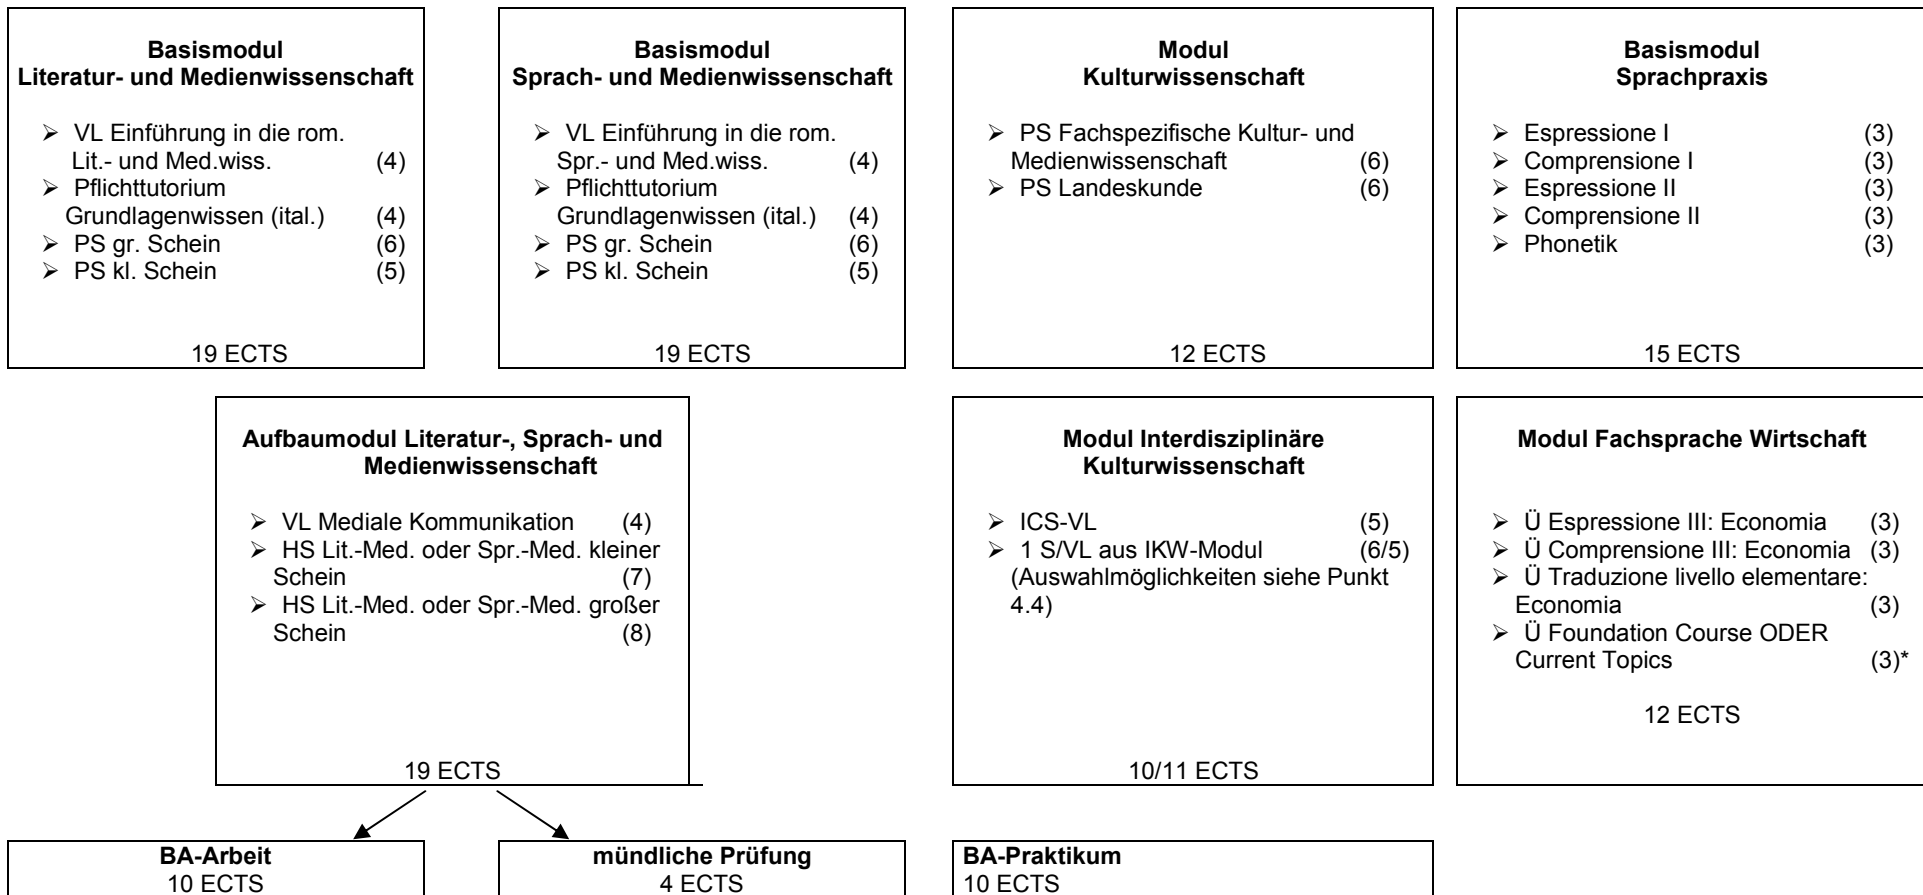 Basismodul
Literatur- und Medienwissenschaft
➢ VL Einführung in die rom.
Lit.- und Med.wiss. (4)
➢ Pflichttutorium
Grundlagenwissen (ital.) (4)
➢ PS gr. Schein (6)
➢ PS kl. Schein (5)
19 ECTS
Basismodul
Sprach- und Medienwissenschaft
➢ VL Einführung in die rom.
Spr.- und Med.wiss. (4)
➢ Pflichttutorium
Grundlagenwissen (ital.) (4)
➢ PS gr. Schein (6)
➢ PS kl. Schein (5)
19 ECTS
Modul
Kulturwissenschaft
➢ PS Fachspezifische Kultur- und
Medienwissenschaft (6)
➢ PS Landeskunde (6)
12 ECTS
Basismodul
Sprachpraxis
➢ Espressione I (3)
➢ Comprensione I (3)
➢ Espressione II (3)
➢ Comprensione II (3)
➢ Phonetik (3)
15 ECTS
Aufbaumodul Literatur-, Sprach- und
Medienwissenschaft
➢ VL Mediale Kommunikation (4)
➢ HS Lit.-Med. oder Spr.-Med. kleiner
Schein (7)
➢ HS Lit.-Med. oder Spr.-Med. großer
Schein (8)
19 ECTS
Modul Interdisziplinäre
Kulturwissenschaft
➢ ICS-VL (5)
➢ 1 S/VL aus IKW-Modul (6/5)
(Auswahlmöglichkeiten siehe Punkt
4.4)
10/11 ECTS
Modul Fachsprache Wirtschaft
➢ Ü Espressione III: Economia (3)
➢ Ü Comprensione III: Economia (3)
➢ Ü Traduzione livello elementare:
Economia (3)
➢ Ü Foundation Course ODER
Current Topics (3)*
12 ECTS
BA-Arbeit
10 ECTS
mündliche Prüfung
4 ECTS
BA-Praktikum
10 ECTS